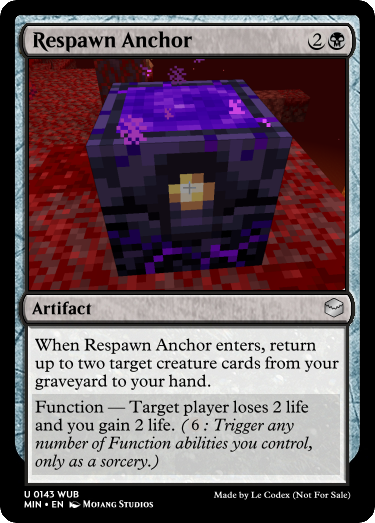 Respawn Anchor 2
Artifact
When Respawn Anchor enters, return
up to two target creature cards from your
graveyard to your hand.
Function — Target player loses 2 life
and you gain 2 life. ( 6 : Trigger any
number of Function abilities you control,
only as a sorcery.)
U 0143 WUB
MIN • EN Mojang Studios
Made by Le Codex (Not For Sale)